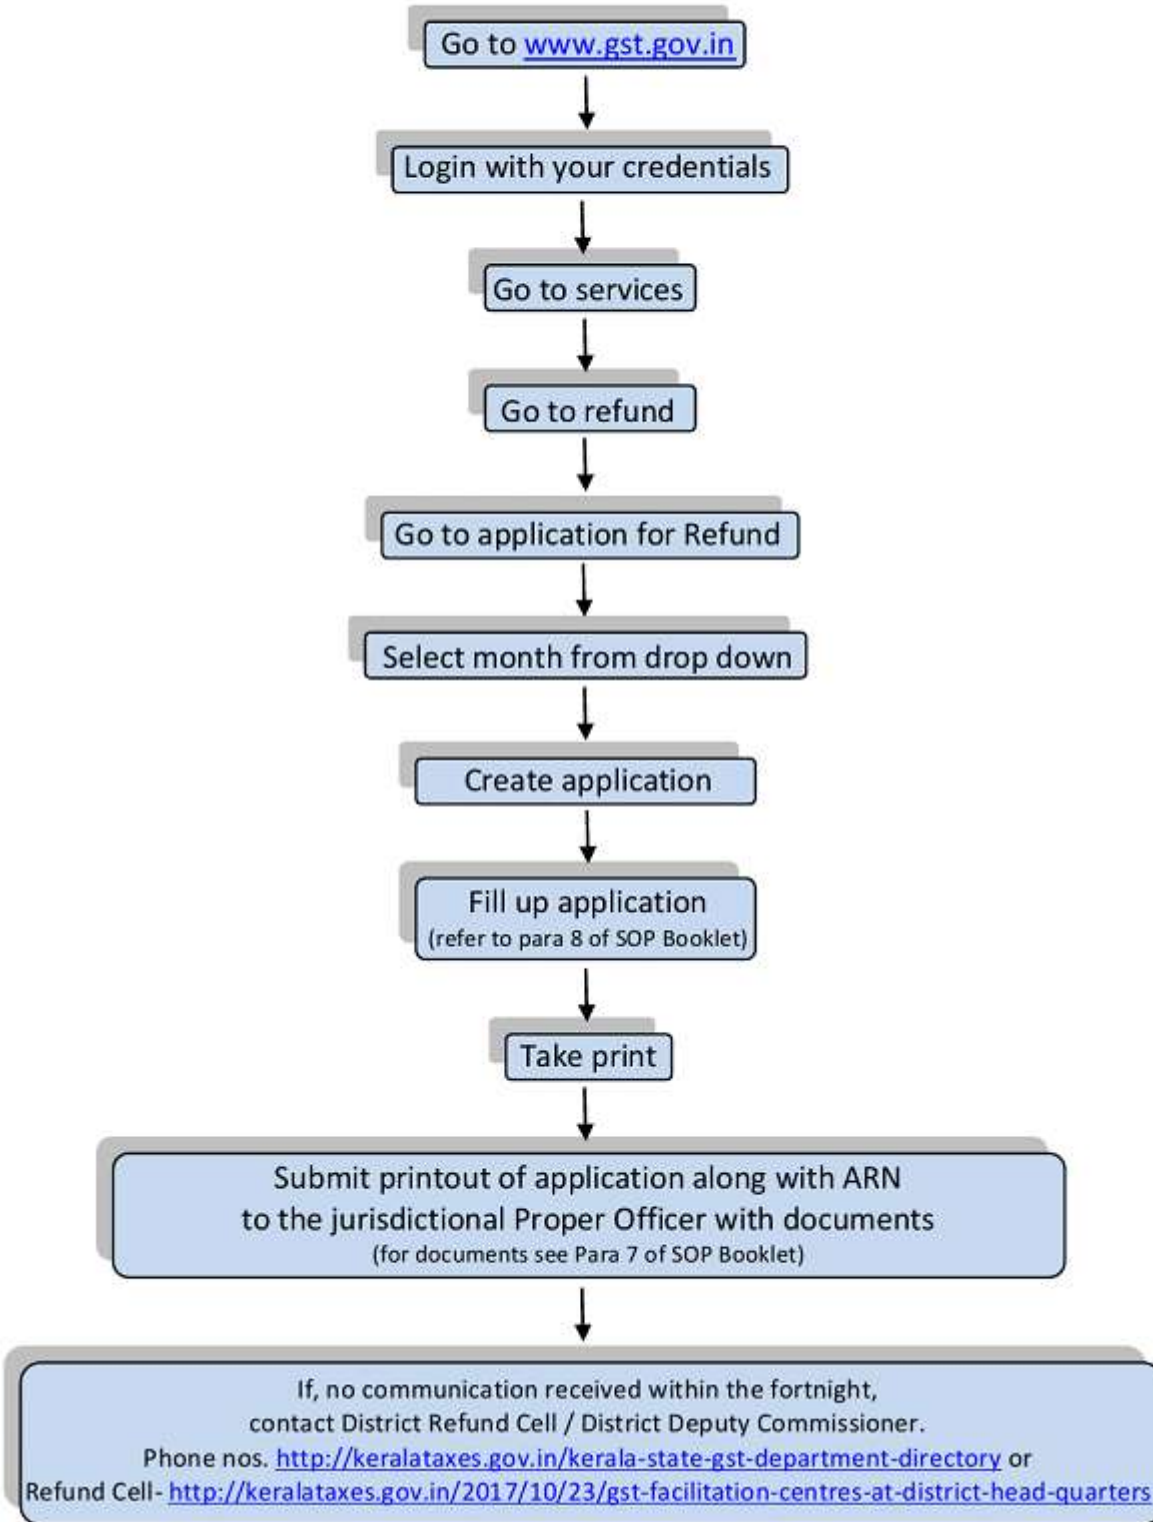 Go to www.gst.gov.in
Login with your credentials
Go to services
Go to refund
Go to application for Refund
Select month from drop down
Create application
Fill up application
(refer to para 8 of SOP Booklet)
Take print
Submit printout of application along with ARN
to the jurisdictional Proper Officer with documents
(for documents see Para 7 of SOP Booklet)
If, no communication received within the fortnight,
contact District Refund Cell / District Deputy Commissioner.
Phone nos. http://keralataxes.gov.in/kerala-state-gst-department-directory or
Refund Cell- http://keralataxes.gov.in/2017/10/23/gst-facilitation-centres-at-district-head-quarters